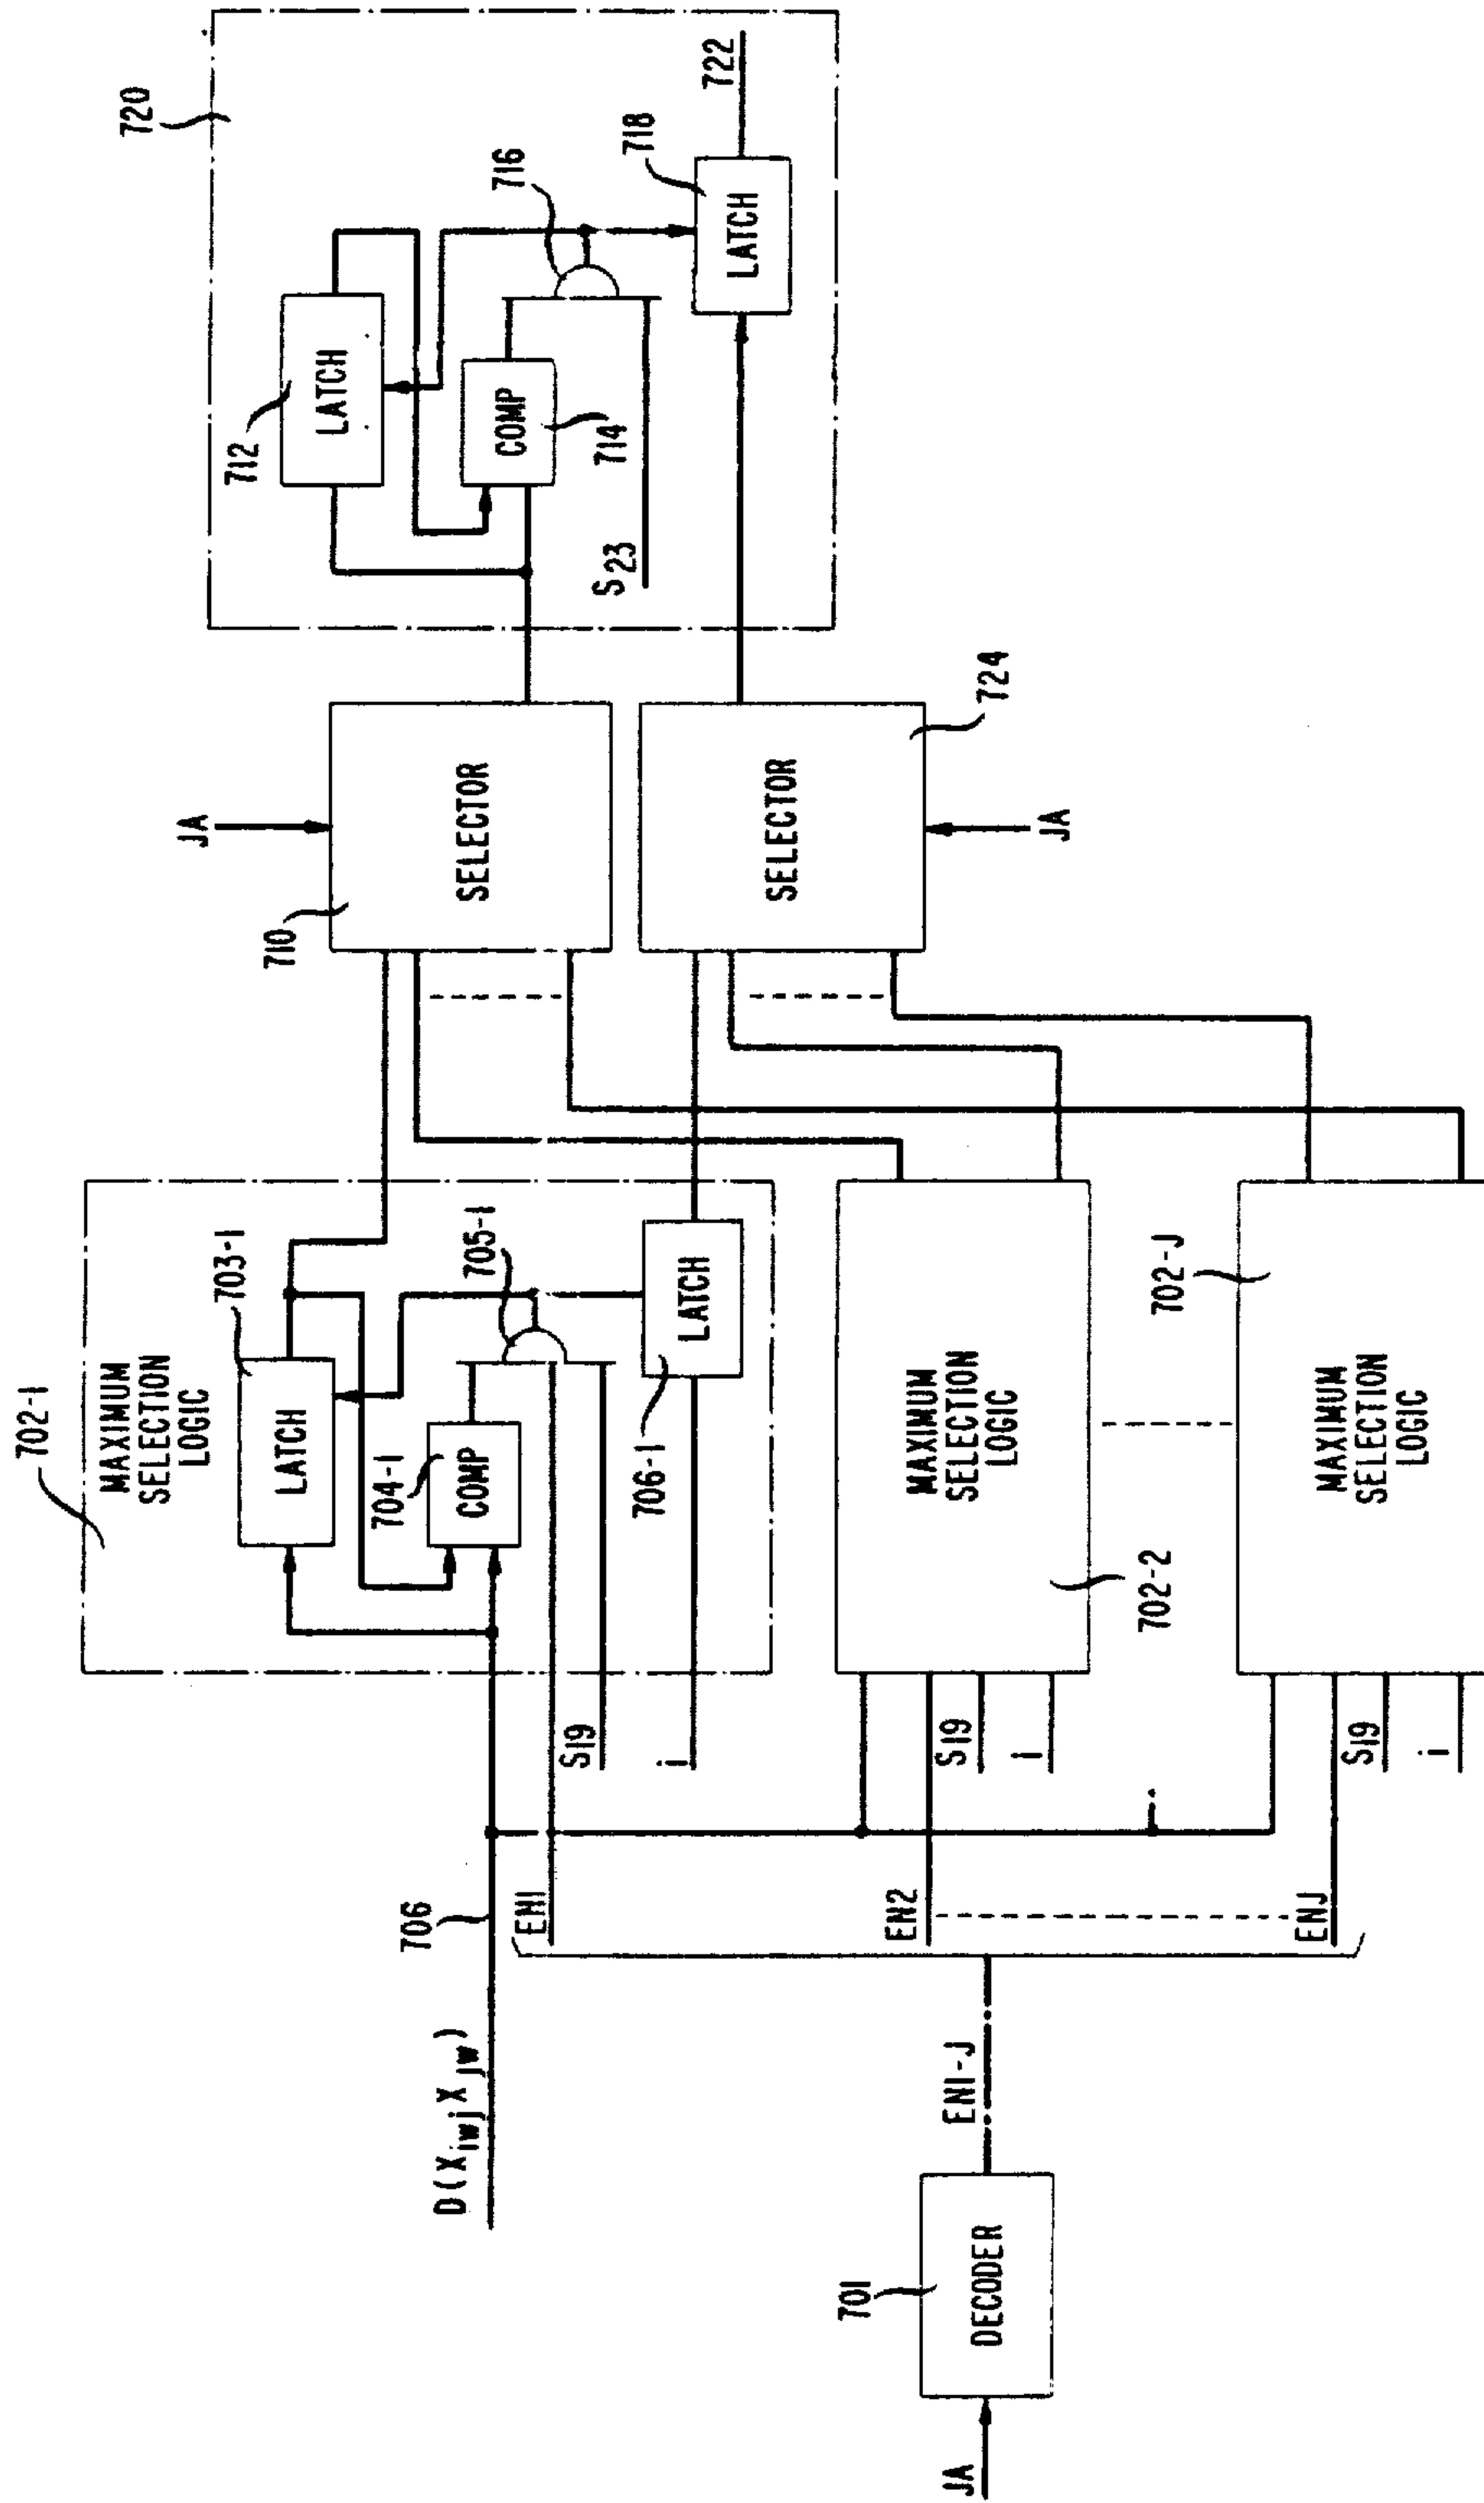 JA
DECODER
701
EN1-J
D(XiwjXjw)
706
EN1
EN2
ENJ
S19
i
S19
i
S19
i
702-1
MAXIMUM
SELECTION
LOGIC
703-1
LATCH
704-1
COMP
705-1
706-1
LATCH
702-2
MAXIMUM
SELECTION
LOGIC
702-J
MAXIMUM
SELECTION
LOGIC
JA
710
SELECTOR
SELECTOR
724
JA
720
712
LATCH
COMP
714
716
S23
718
LATCH
722